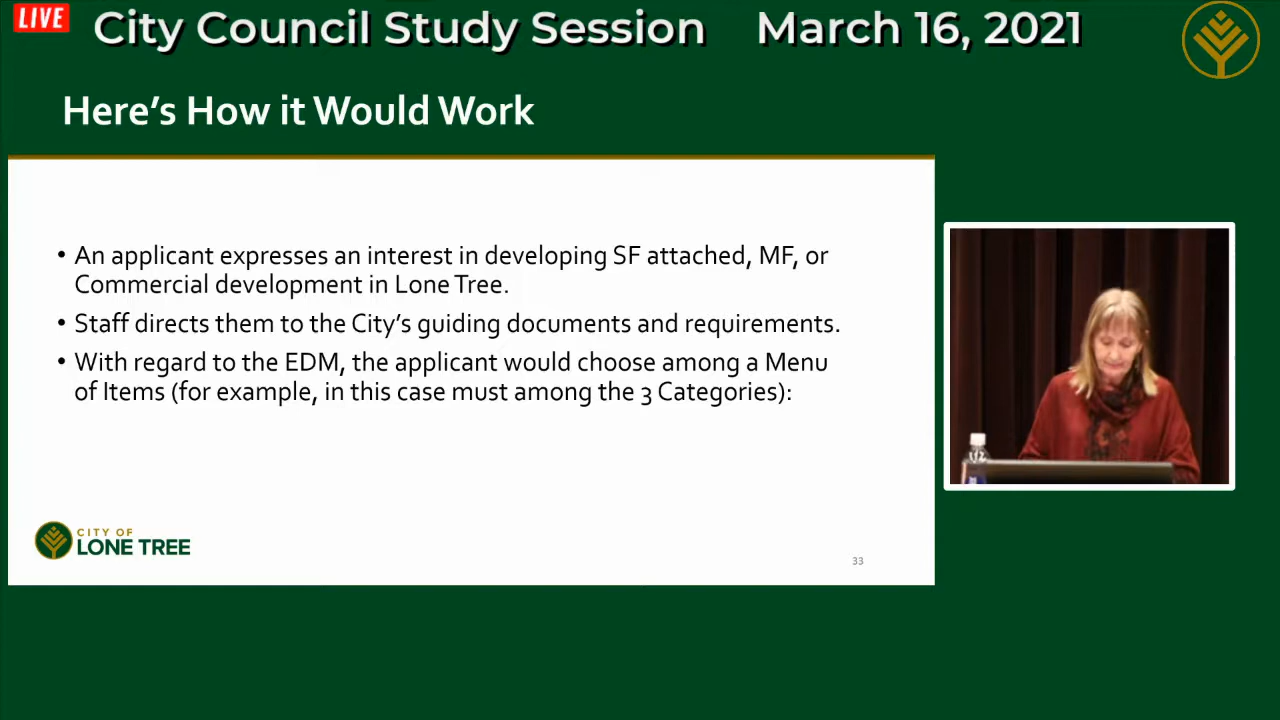 LIVE
City Council Study Session March 16, 2021
Here's How it Would Work
• An applicant expresses an interest in developing SF attached, MF, or
Commercial development in Lone Tree.
• Staff directs them to the City's guiding documents and requirements.
• With regard to the EDM, the applicant would choose among a Menu
of Items (for example, in this case must among the 3 Categories):
CITY OF
LONE TREE
33